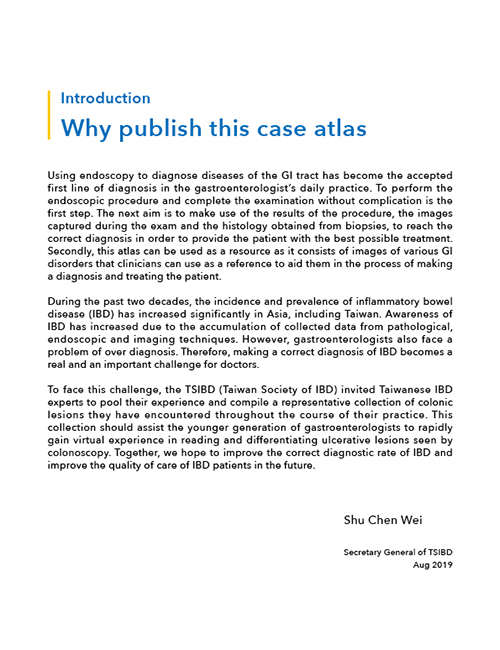 Introduction
Why publish this case atlas
Using endoscopy to diagnose diseases of the GI tract has become the accepted
first line of diagnosis in the gastroenterologist's daily practice. To perform the
endoscopic procedure and complete the examination without complication is the
first step. The next aim is to make use of the results of the procedure, the images
captured during the exam and the histology obtained from biopsies, to reach the
correct diagnosis in order to provide the patient with the best possible treatment.
Secondly, this atlas can be used as a resource as it consists of images of various GI
disorders that clinicians can use as a reference to aid them in the process of making
a diagnosis and treating the patient.
During the past two decades, the incidence and prevalence of inflammatory bowel
disease (IBD) has increased significantly in Asia, including Taiwan. Awareness of
IBD has increased due to the accumulation of collected data from pathological,
endoscopic and imaging techniques. However, gastroenterologists also face a
problem of over diagnosis. Therefore, making a correct diagnosis of IBD becomes a
real and an important challenge for doctors.
To face this challenge, the TSIBD (Taiwan Society of IBD) invited Taiwanese IBD
experts to pool their experience and compile a representative collection of colonic
lesions they have encountered throughout the course of their practice. This
collection should assist the younger generation of gastroenterologists to rapidly
gain virtual experience in reading and differentiating ulcerative lesions seen by
colonoscopy. Together, we hope to improve the correct diagnostic rate of IBD and
improve the quality of care of IBD patients in the future.
Shu Chen Wei
Secretary General of TSIBD
Aug 2019